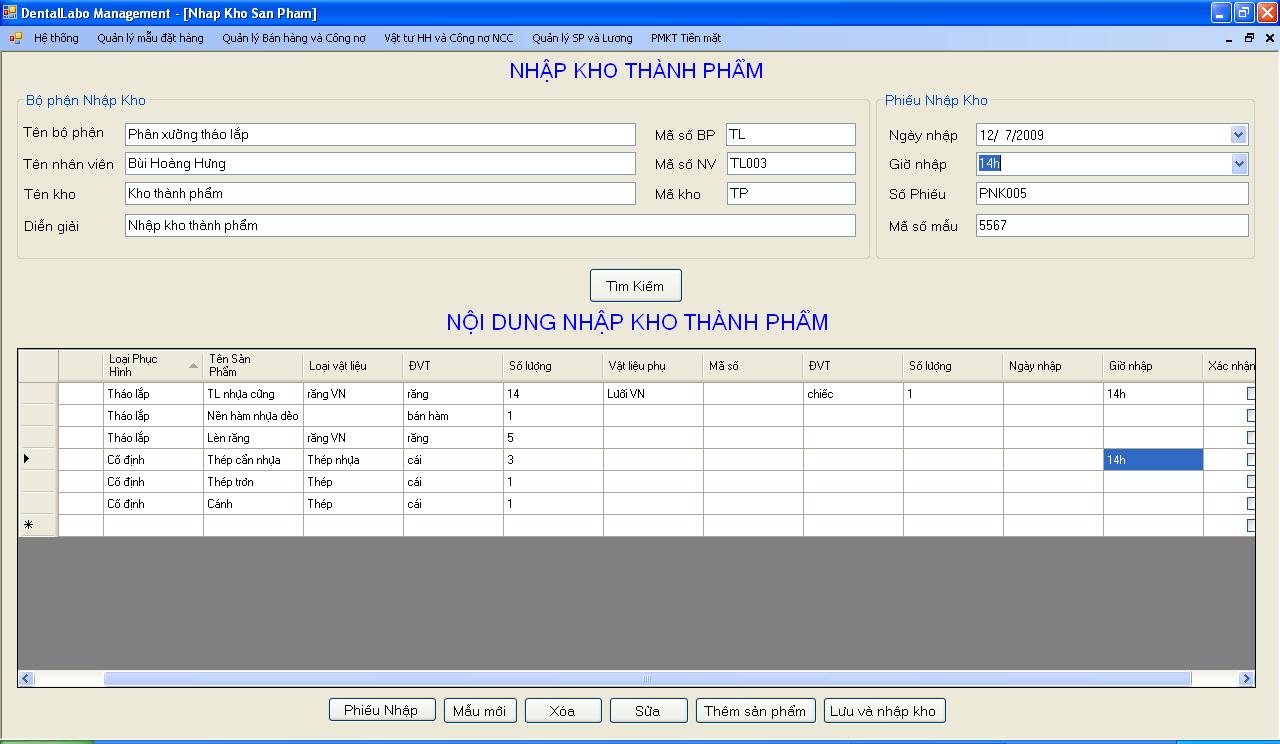 DentalLabo Management - [Nhap Kho San Pham]
Hệ thống Quản lý mẫu đặt hàng Quản lý Bán hàng và Công nợ Vật tư HH và Công nợ NCC Quản lý SP và Lương PMKT Tiền mặt
NHẬP KHO THÀNH PHẨM
Bộ phận Nhập Kho
Tên bộ phận Phân xưởng tháo lắp Mã số BP TL
Tên nhân viên Bùi Hoàng Hưng Mã số NV TL003
Tên kho Kho thành phẩm Mã kho TP
Diễn giải Nhập kho thành phẩm
Phiếu Nhập Kho
Ngày nhập 12/ 7/2009
Giờ nhập 14h
Số Phiếu PNK005
Mã số mẫu 5567
Tìm Kiếm
NỘI DUNG NHẬP KHO THÀNH PHẨM
Loại Phục Hình Tên Sản Phẩm Loại vật liệu ĐVT Số lượng Vật liệu phụ Mã số ĐVT Số lượng Ngày nhập Giờ nhập Xác nhận
Tháo lắp TL nhựa cứng răng VN răng 14 Lưới VN chiếc 1 14h
Tháo lắp Nền hàm nhựa dẻo bán hàm 1
Tháo lắp Lên răng răng VN răng 5
Cố định Thép cẩn nhựa Thép nhựa cái 3 14h
Cố định Thép trơn Thép cái 1
Cố định Cánh Thép cái 1
Phiếu Nhập Mẫu mới Xóa Sửa Thêm sản phẩm Lưu và nhập kho